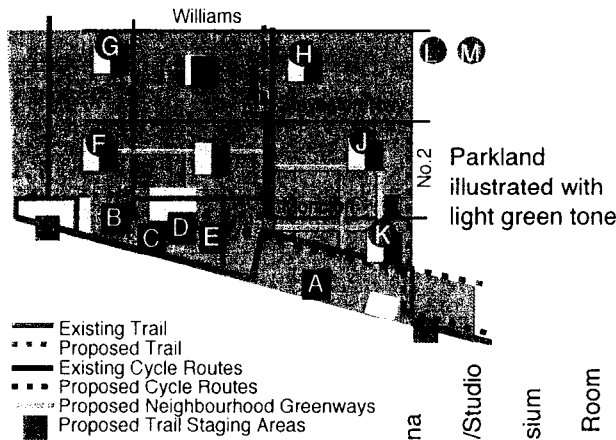 Williams
G
H
L
M
F
J
No.2
Parkland
illustrated with
light green tone
B
C
D
E
K
A
Existing Trail
Proposed Trail
Existing Cycle Routes
Proposed Cycle Routes
Proposed Neighbourhood Greenways
Proposed Trail Staging Areas
na
/Studio
sium
Room